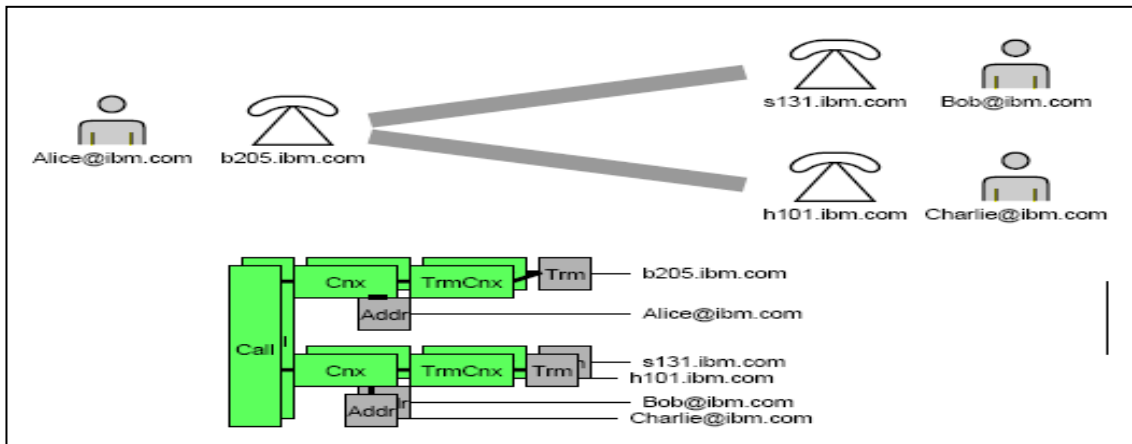 s131.ibm.com Bob@ibm.com
Alice@ibm.com b205.ibm.com
h101.ibm.com Charlie@ibm.com
Cnx TrmCnx Trm b205.ibm.com
Addr Alice@ibm.com
Call
s131.ibm.com
Cnx TrmCnx Trm h101.ibm.com
Bob@ibm.com
Addr Charlie@ibm.com